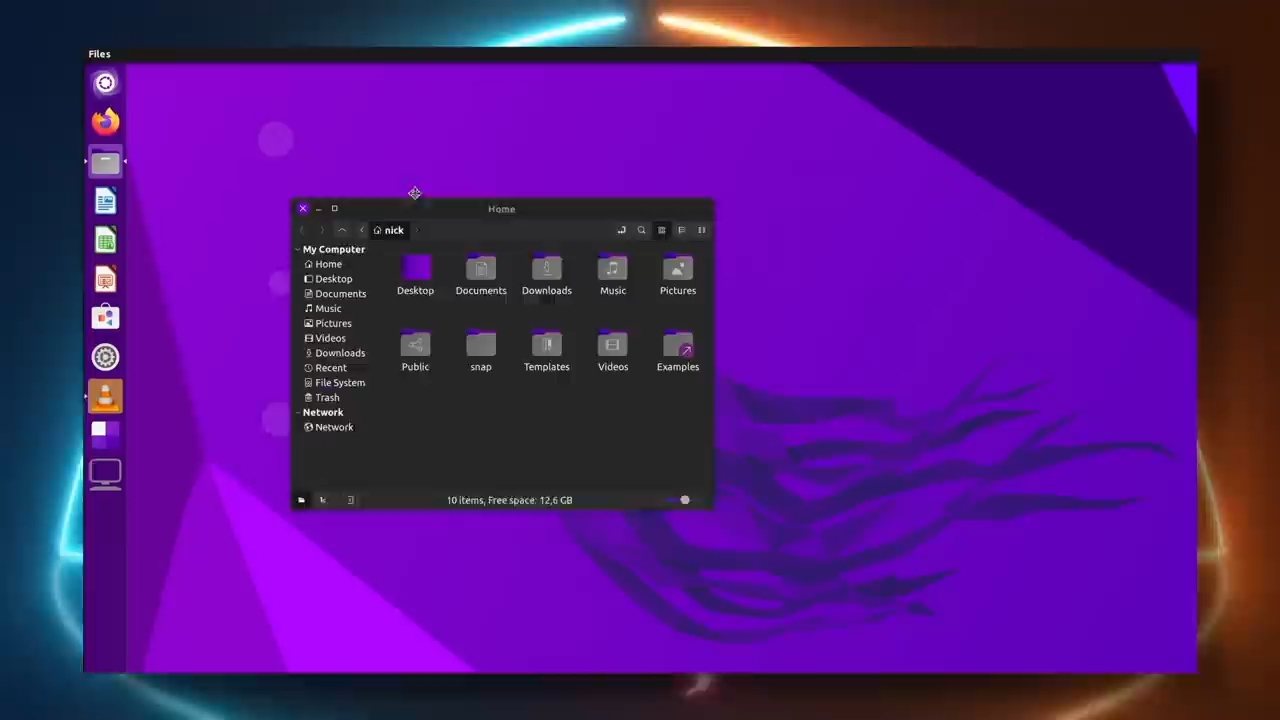 Files
Home
nick
My Computer
Home
Desktop
Documents
Music
Pictures
Videos
Downloads
Recent
File System
Trash
Network
Network
Desktop
Documents
Downloads
Music
Pictures
Public
snap
Templates
Videos
Examples
10 items, Free space: 12,6 GB